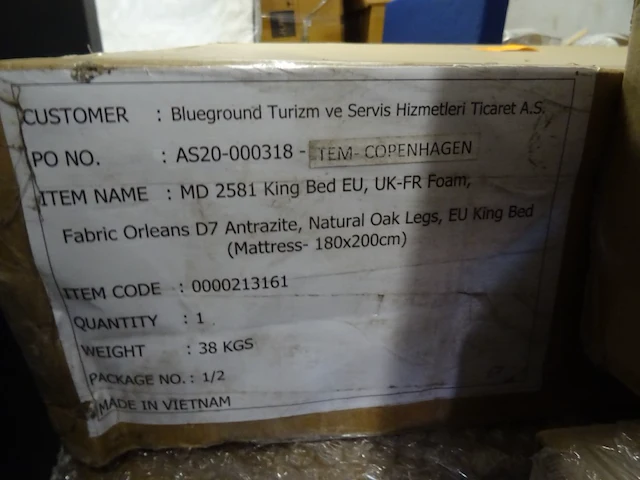 CUSTOMER : Blueground Turizm ve Servis Hizmetleri Ticaret A.S.
PO NO. : AS20-000318 - TEM- COPENHAGEN
ITEM NAME : MD 2581 King Bed EU, UK-FR Foam,
Fabric Orleans D7 Antrazite, Natural Oak Legs, EU King Bed
(Mattress- 180x200cm)
ITEM CODE : 0000213161
QUANTITY : 1
WEIGHT : 38 KGS
PACKAGE NO. : 1/2
MADE IN VIETNAM